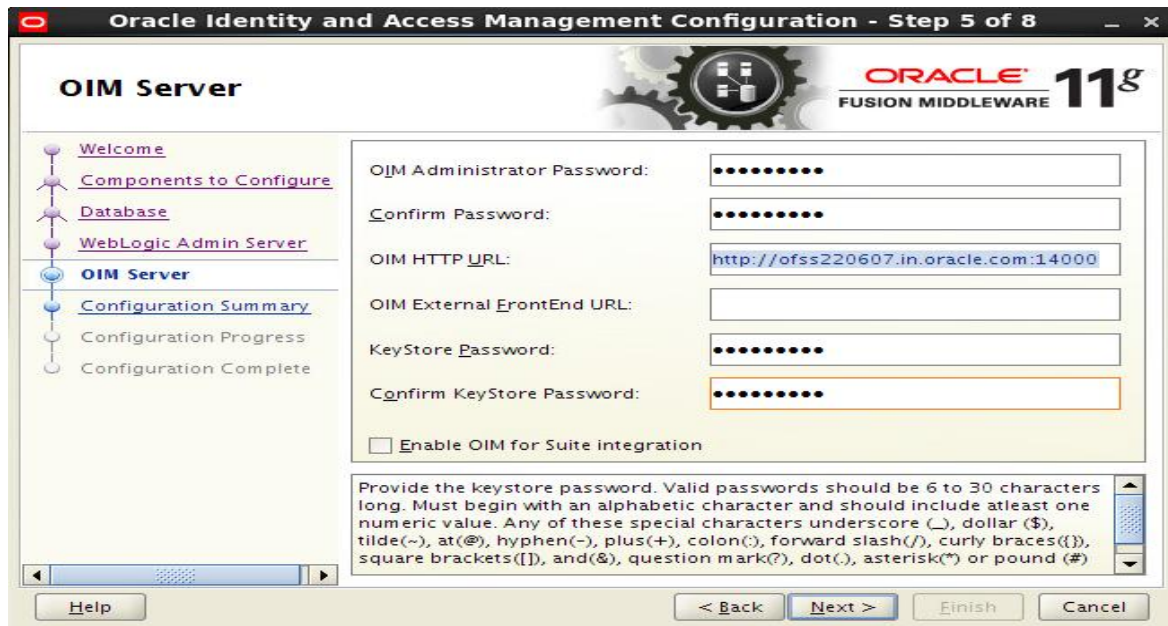 Oracle Identity and Access Management Configuration - Step 5 of 8
OIM Server
ORACLE
FUSION MIDDLEWARE 11g
Welcome
Components to Configure
Database
WebLogic Admin Server
OIM Server
Configuration Summary
Configuration Progress
Configuration Complete
OIM Administrator Password: •••••••••
Confirm Password: •••••••••
OIM HTTP URL: http://ofss220607.in.oracle.com:14000
OIM External FrontEnd URL:
KeyStore Password: •••••••••
Confirm KeyStore Password: •••••••••
Enable OIM for Suite integration
Provide the keystore password. Valid passwords should be 6 to 30 characters
long. Must begin with an alphabetic character and should include atleast one
numeric value. Any of these special characters underscore (_), dollar ($),
tilde(~), at(@), hyphen(-), plus(+), colon(:), forward slash(/), curly braces({}),
square brackets([]), and(&), question mark(?), dot(.), asterisk(*) or pound (#)
Help
< Back
Next >
Finish
Cancel